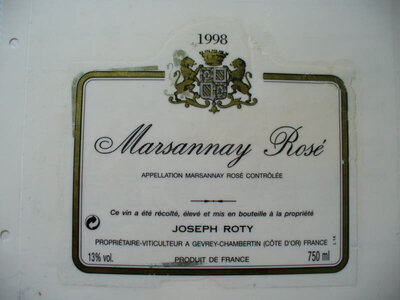 1998
Marsannay Rosé
APPELLATION MARSANNAY ROSÉ CONTRÔLÉE
Ce vin a été récolté, élevé et mis en bouteille à la propriété
JOSEPH ROTY
PROPRIÉTAIRE-VITICULTEUR A GEVREY-CHAMBERTIN (CÔTE D'OR) FRANCE
13% vol. PRODUIT DE FRANCE 750 ml